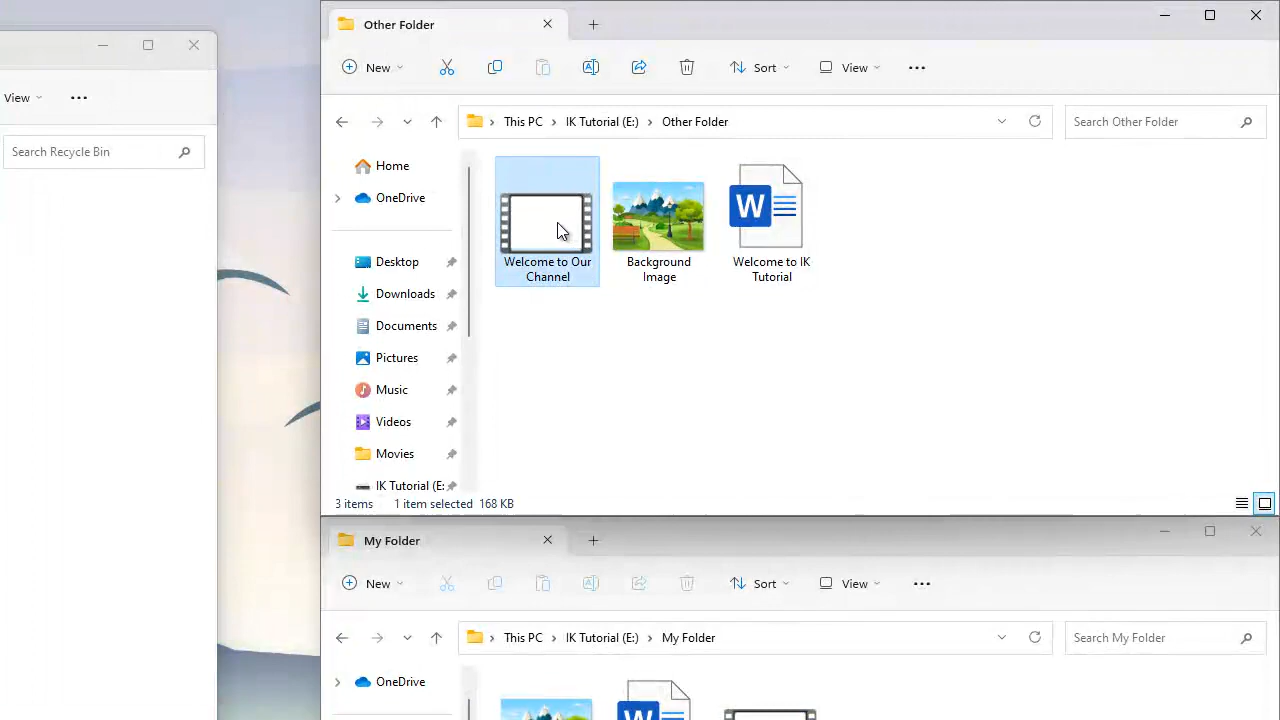 View
Search Recycle Bin
Other Folder
New
Sort
View
This PC
IK Tutorial (E:)
Other Folder
Search Other Folder
Home
OneDrive
Desktop
Downloads
Documents
Pictures
Music
Videos
Movies
IK Tutorial (E:
Welcome to Our
Channel
Background
Image
W
Welcome to IK
Tutorial
3 items
1 item selected 168 KB
My Folder
New
Sort
View
This PC
IK Tutorial (E:)
My Folder
Search My Folder
OneDrive
W